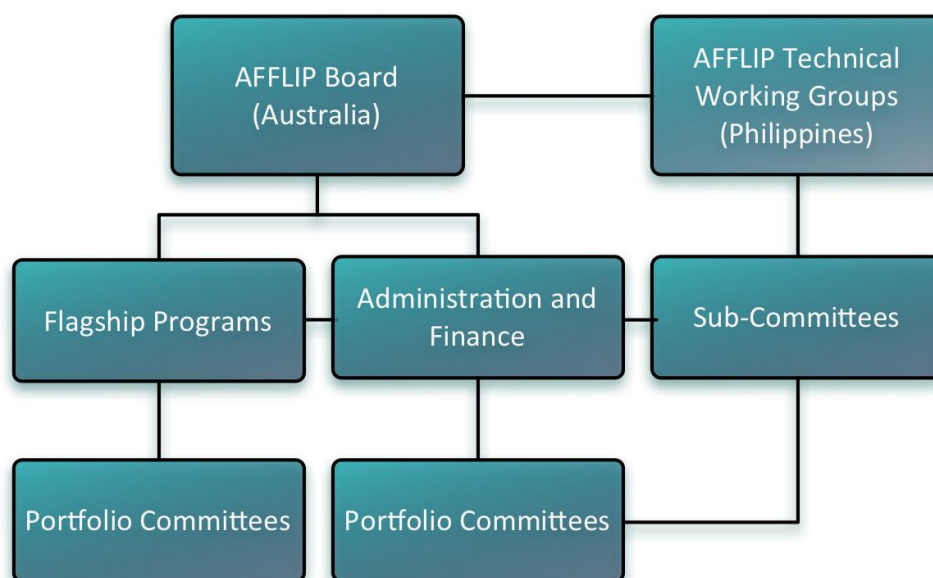 AFFLIP Board
(Australia)
AFFLIP Technical
Working Groups
(Philippines)
Flagship Programs
Administration and
Finance
Sub-Committees
Portfolio Committees
Portfolio Committees